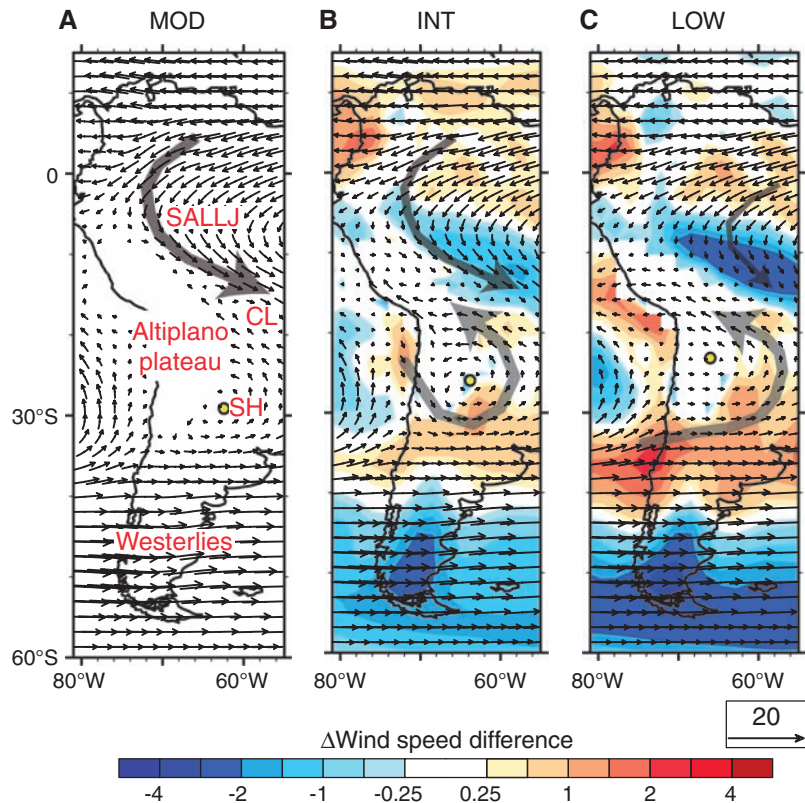 A MOD
B INT
C LOW
0
30°S
60°S
SALLJ
CL
Altiplano
plateau
SH
Westerlies
80°W 60°W
80°W 60°W
80°W 60°W
20
ΔWind speed difference
-4 -2 -1 -0.25 0.25 1 2 4